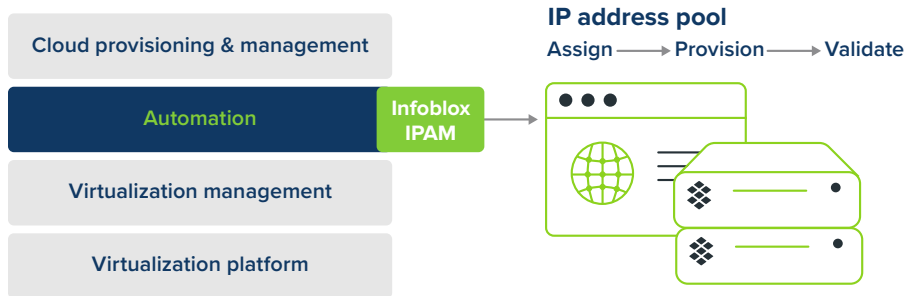 IP address pool
Assign Provision Validate
Cloud provisioning & management
Automation
Infoblox
IPAM
Virtualization management
Virtualization platform